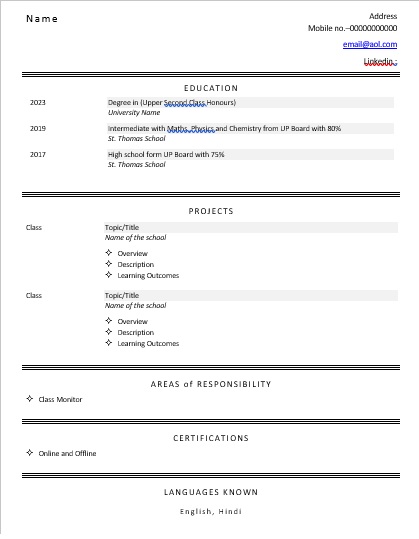 Name
Address
Mobile no.–00000000000
email@aol.com
Linkedin :
EDUCATION
2023 Degree in (Upper Second Class Honours)
University Name
2019 Intermediate with Maths, Physics and Chemistry from UP Board with 80%
St. Thomas School
2017 High school form UP Board with 75%
St. Thomas School
PROJECTS
Class Topic/Title
Name of the school
✧ Overview
✧ Description
✧ Learning Outcomes
Class Topic/Title
Name of the school
✧ Overview
✧ Description
✧ Learning Outcomes
AREAS of RESPONSIBILITY
✧ Class Monitor
CERTIFICATIONS
✧ Online and Offline
LANGUAGES KNOWN
English, Hindi